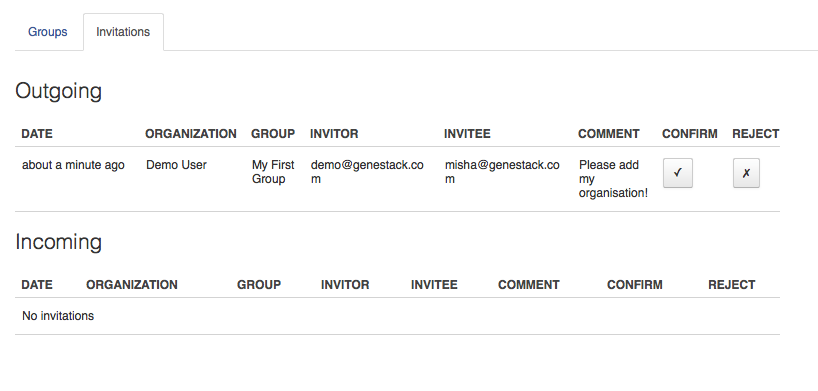 Groups Invitations
Outgoing
DATE ORGANIZATION GROUP INVITOR INVITEE COMMENT CONFIRM REJECT
about a minute ago Demo User My First demo@genestack.co misha@genestack.co Please add ✓ ✗
Group m m my
organisation!
Incoming
DATE ORGANIZATION GROUP INVITOR INVITEE COMMENT CONFIRM REJECT
No invitations